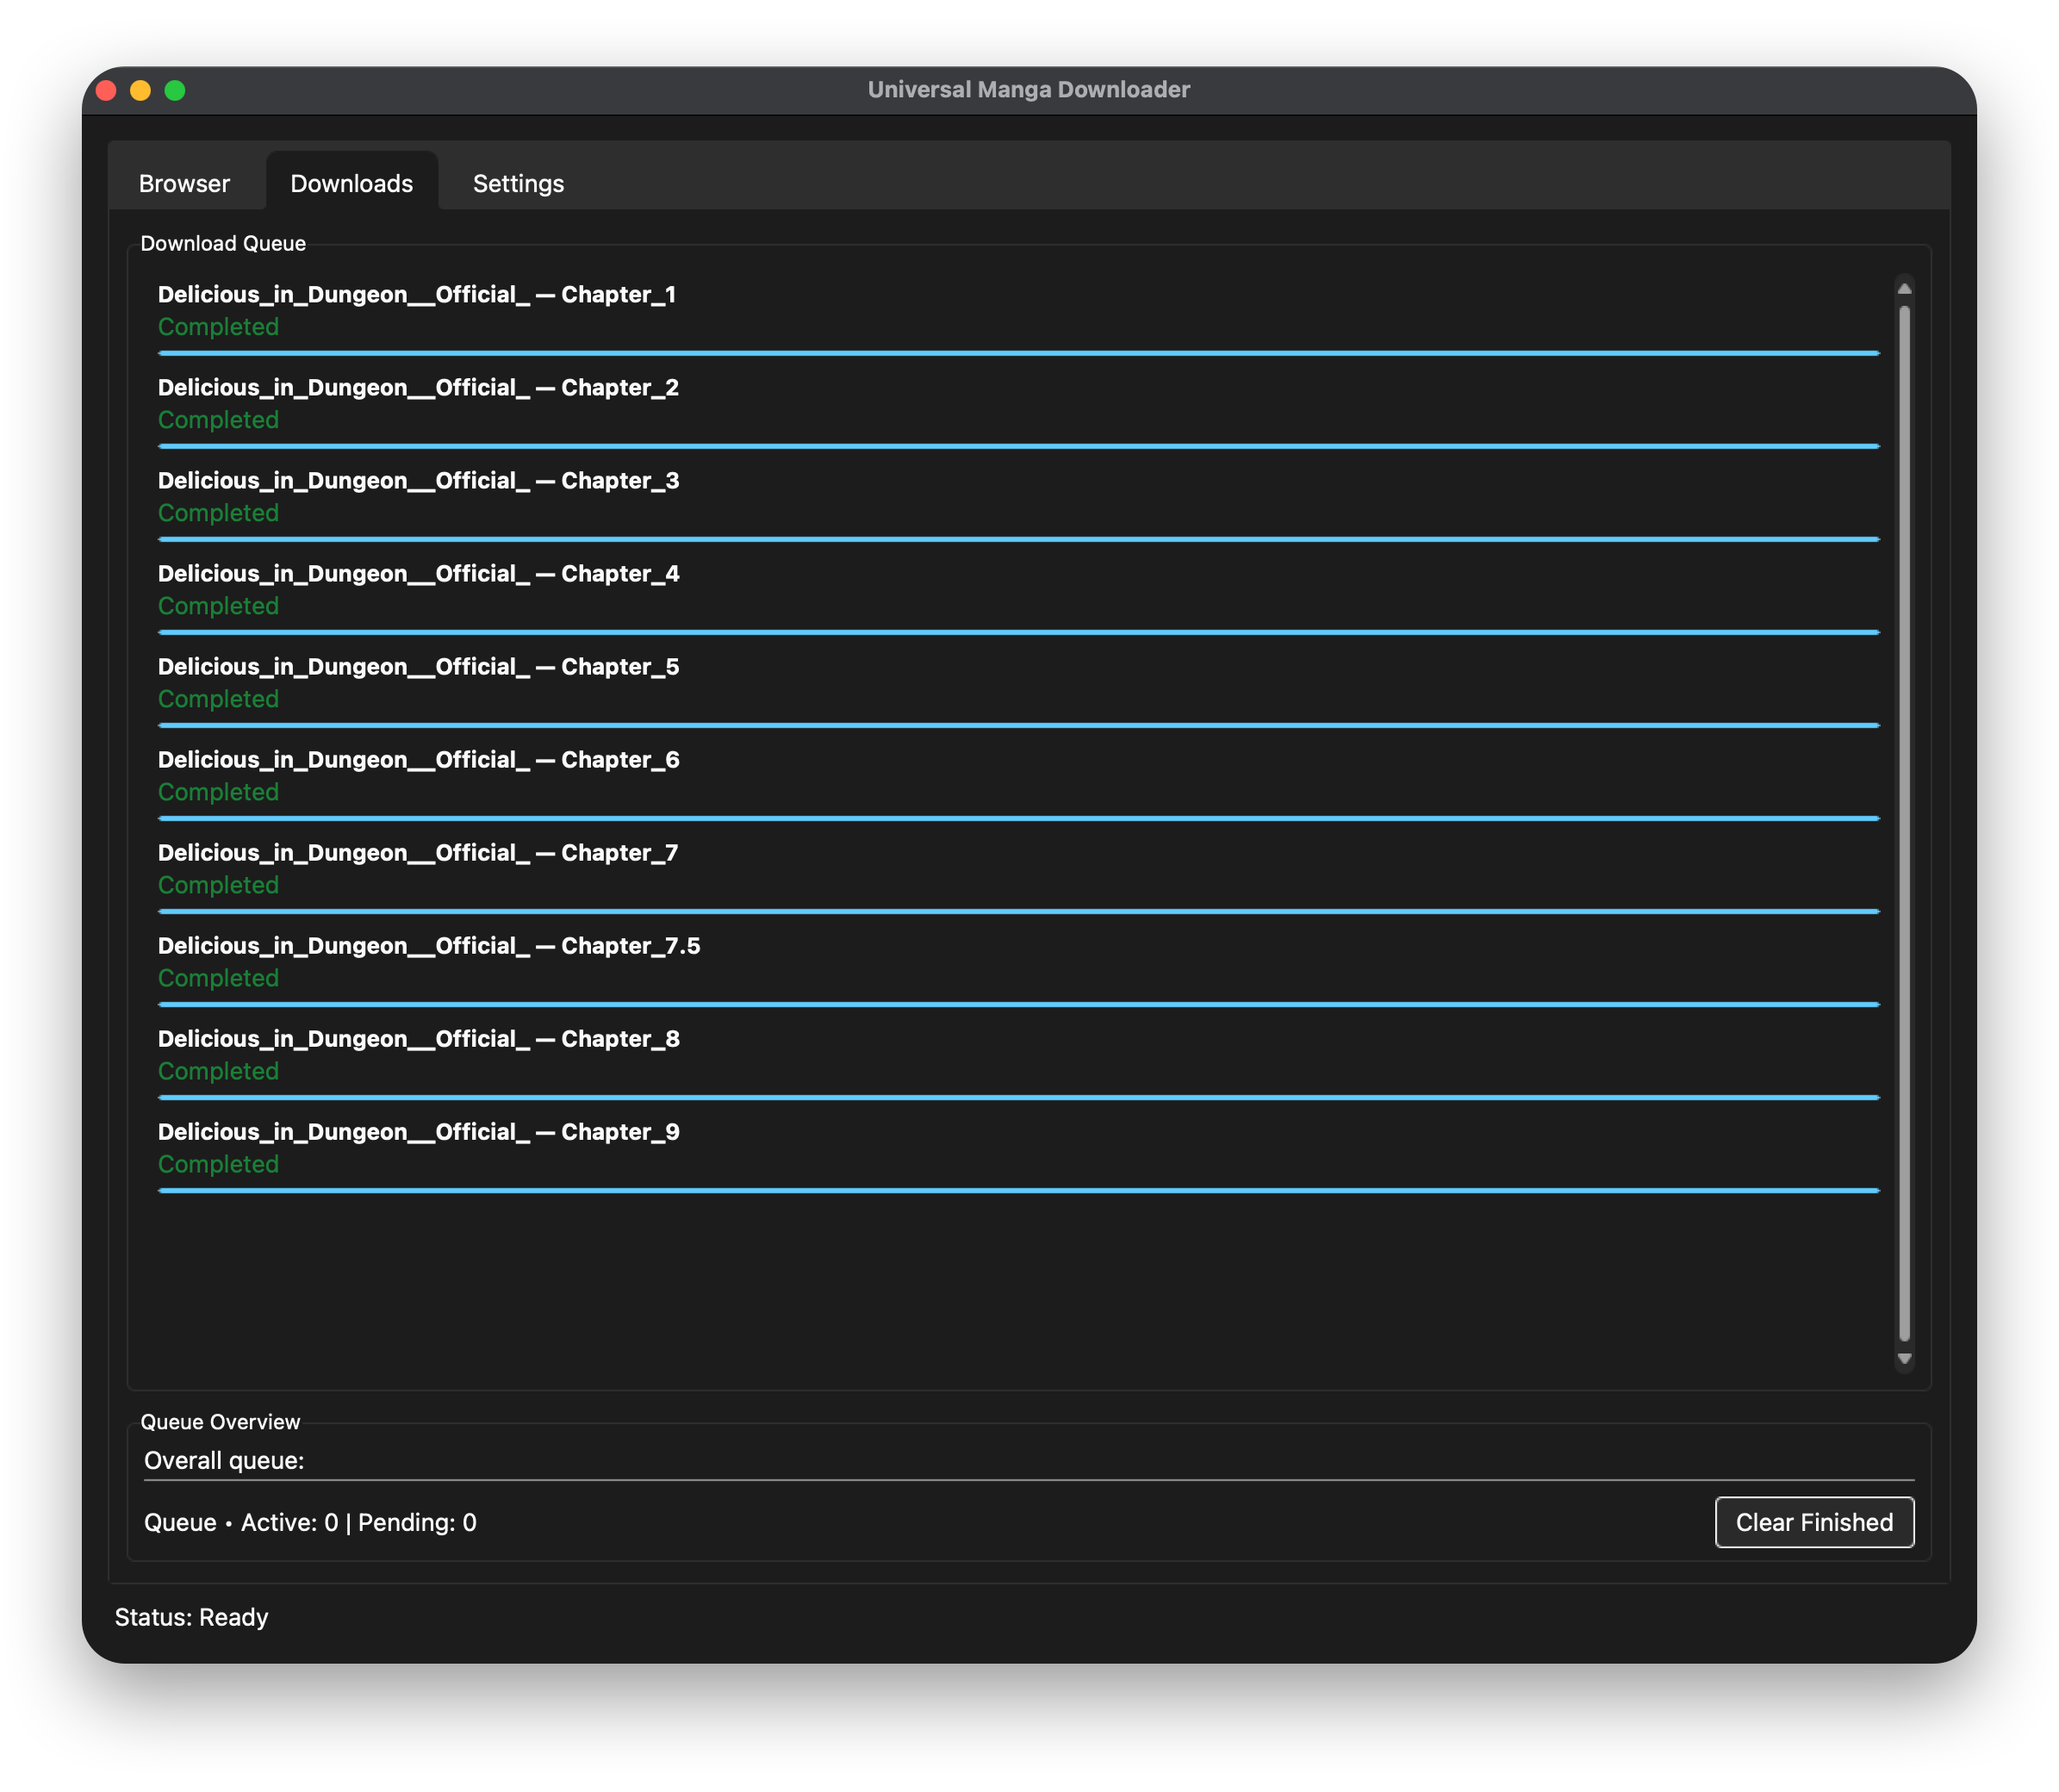 Universal Manga Downloader
Browser Downloads Settings
Download Queue
Delicious_in_Dungeon__Official_ — Chapter_1
Completed
Delicious_in_Dungeon__Official_ — Chapter_2
Completed
Delicious_in_Dungeon__Official_ — Chapter_3
Completed
Delicious_in_Dungeon__Official_ — Chapter_4
Completed
Delicious_in_Dungeon__Official_ — Chapter_5
Completed
Delicious_in_Dungeon__Official_ — Chapter_6
Completed
Delicious_in_Dungeon__Official_ — Chapter_7
Completed
Delicious_in_Dungeon__Official_ — Chapter_7.5
Completed
Delicious_in_Dungeon__Official_ — Chapter_8
Completed
Delicious_in_Dungeon__Official_ — Chapter_9
Completed
Queue Overview
Overall queue:
Queue • Active: 0 | Pending: 0
Clear Finished
Status: Ready